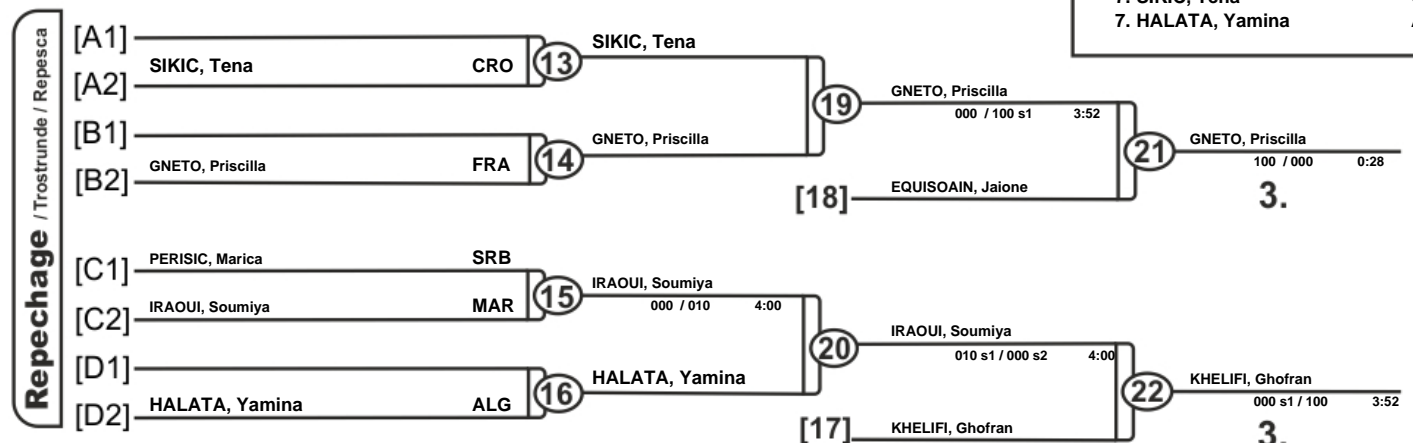 7. HALATA, Yamina
Repechage / Trostrunde / Repesca
[A1]
SIKIC, Tena CRO
[A2]
13
SIKIC, Tena
[B1]
GNETO, Priscilla FRA
[B2]
14
GNETO, Priscilla
19
GNETO, Priscilla
000 / 100 s1 3:52
[18]
EQUISOAIN, Jaione
21
GNETO, Priscilla
100 / 000 0:28
3.
[C1]
PERISIC, Marica SRB
[C2]
IRAOUI, Soumiya MAR
15
IRAOUI, Soumiya
000 / 010 4:00
[D1]
[D2]
HALATA, Yamina ALG
16
HALATA, Yamina
20
IRAOUI, Soumiya
010 s1 / 000 s2 4:00
[17]
KHELIFI, Ghofran
22
KHELIFI, Ghofran
000 s1 / 100 3:52
3.